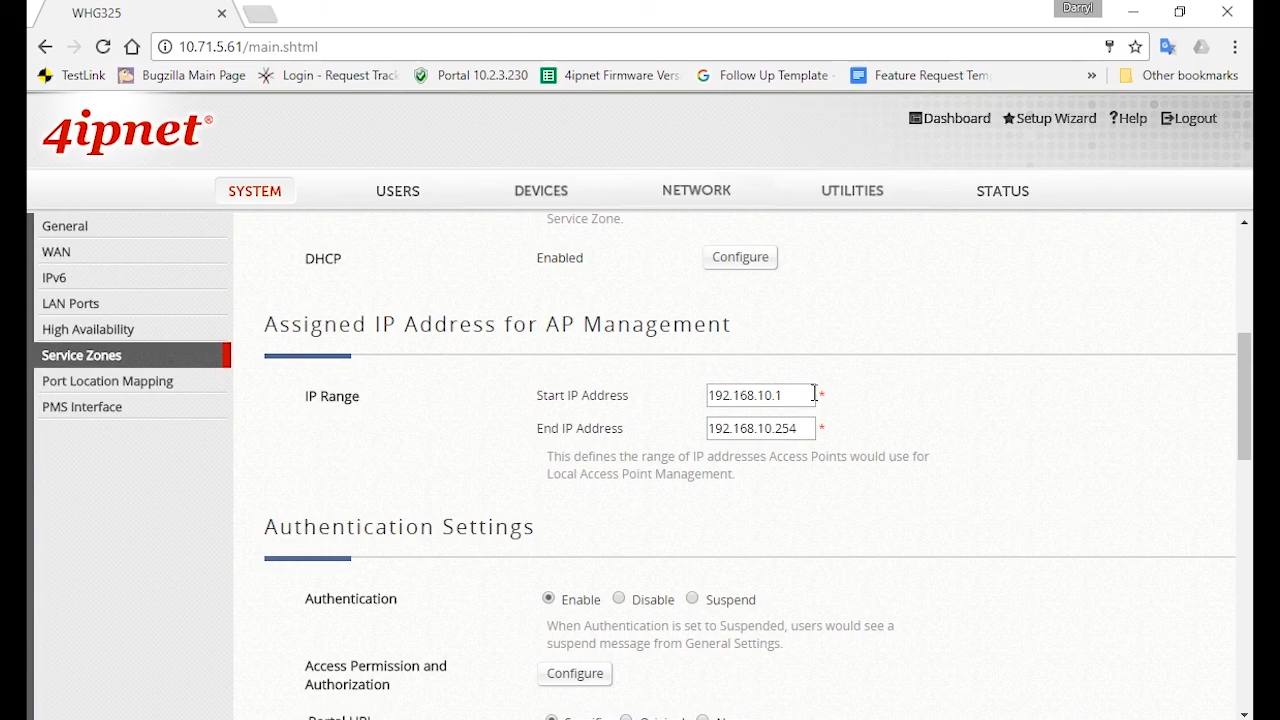 WHG325
Darryl
10.71.5.61/main.shtml
TestLink
Bugzilla Main Page
Login - Request Track
Portal 10.2.3.230
4ipnet Firmware Vers
Follow Up Template -
Feature Request Tem
»
Other bookmarks
4ipnet®
Dashboard
Setup Wizard
?Help
Logout
SYSTEM
USERS
DEVICES
NETWORK
UTILITIES
STATUS
General
WAN
IPv6
LAN Ports
High Availability
Service Zones
Port Location Mapping
PMS Interface
Service Zone.
DHCP
Enabled
Configure
Assigned IP Address for AP Management
IP Range
Start IP Address
192.168.10.1
*
End IP Address
192.168.10.254
*
This defines the range of IP addresses Access Points would use for
Local Access Point Management.
Authentication Settings
Authentication
Enable
Disable
Suspend
When Authentication is set to Suspended, users would see a
suspend message from General Settings.
Access Permission and
Authorization
Configure